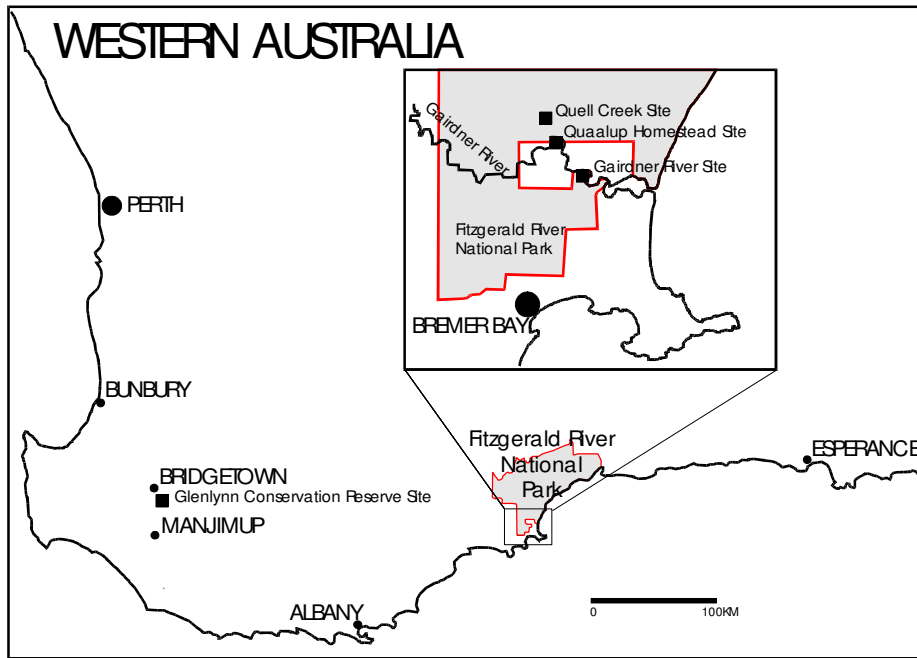 WESTERN AUSTRALIA
Quell Creek Site
Quaalup Homestead Site
Gairdner River
Gairdner River Site
PERTH
Fitzgerald River
National Park
BREMER BAY
BUNBURY
Fitzgerald River
National
Park
ESPERANCE
BRIDGETOWN
Glenlynn Conservation Reserve Site
MANJIMUP
ALBANY
0 100KM